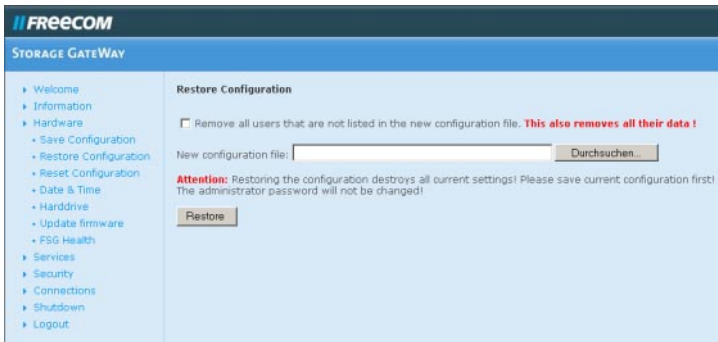 FREECOM
STORAGE GATEWAY
Welcome
Information
Hardware
Save Configuration
Restore Configuration
Reset Configuration
Date & Time
Harddrive
Update firmware
FSG Health
Services
Security
Connections
Shutdown
Logout
Restore Configuration
Remove all users that are not listed in the new configuration file. This also removes all their data !
New configuration file: Durchsuchen...
Attention: Restoring the configuration destroys all current settings! Please save current configuration first!
The administrator password will not be changed!
Restore